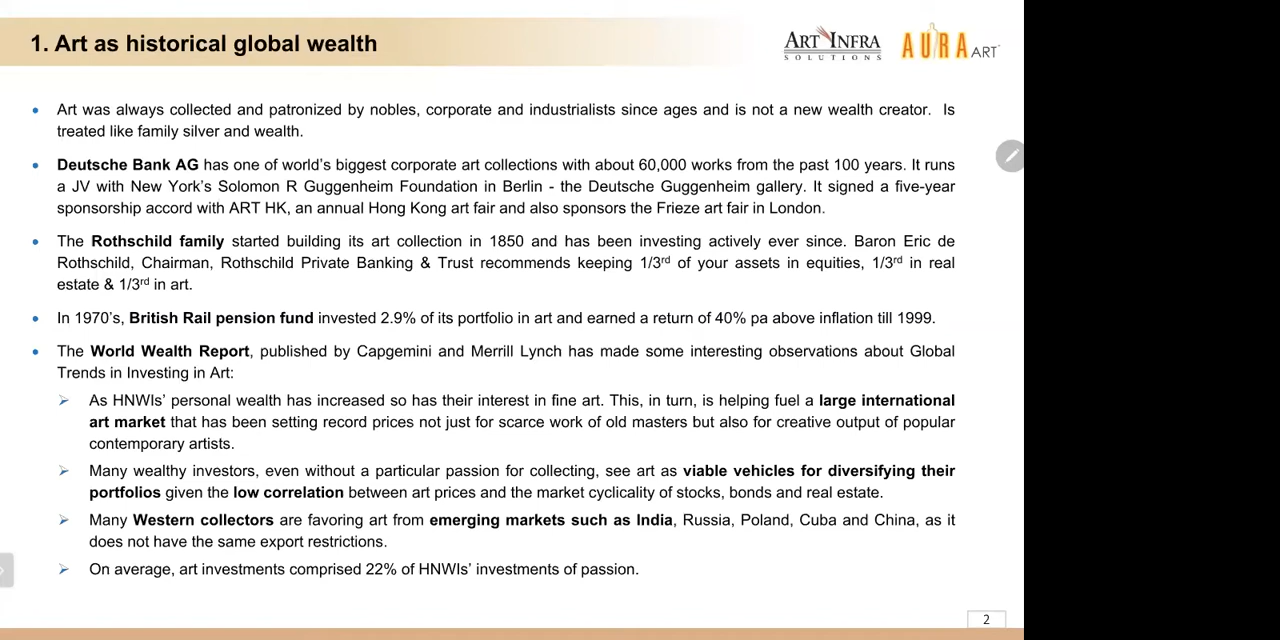 1. Art as historical global wealth
ART INFRA
SOLUTIONS
AURA ART
• Art was always collected and patronized by nobles, corporate and industrialists since ages and is not a new wealth creator. Is
treated like family silver and wealth.
• Deutsche Bank AG has one of world's biggest corporate art collections with about 60,000 works from the past 100 years. It runs
a JV with New York's Solomon R Guggenheim Foundation in Berlin - the Deutsche Guggenheim gallery. It signed a five-year
sponsorship accord with ART HK, an annual Hong Kong art fair and also sponsors the Frieze art fair in London.
• The Rothschild family started building its art collection in 1850 and has been investing actively ever since. Baron Eric de
Rothschild, Chairman, Rothschild Private Banking & Trust recommends keeping 1/3rd of your assets in equities, 1/3rd in real
estate & 1/3rd in art.
• In 1970's, British Rail pension fund invested 2.9% of its portfolio in art and earned a return of 40% pa above inflation till 1999.
• The World Wealth Report, published by Capgemini and Merrill Lynch has made some interesting observations about Global
Trends in Investing in Art:
➢ As HNWIs' personal wealth has increased so has their interest in fine art. This, in turn, is helping fuel a large international
art market that has been setting record prices not just for scarce work of old masters but also for creative output of popular
contemporary artists.
➢ Many wealthy investors, even without a particular passion for collecting, see art as viable vehicles for diversifying their
portfolios given the low correlation between art prices and the market cyclicality of stocks, bonds and real estate.
➢ Many Western collectors are favoring art from emerging markets such as India, Russia, Poland, Cuba and China, as it
does not have the same export restrictions.
➢ On average, art investments comprised 22% of HNWIs' investments of passion.
2